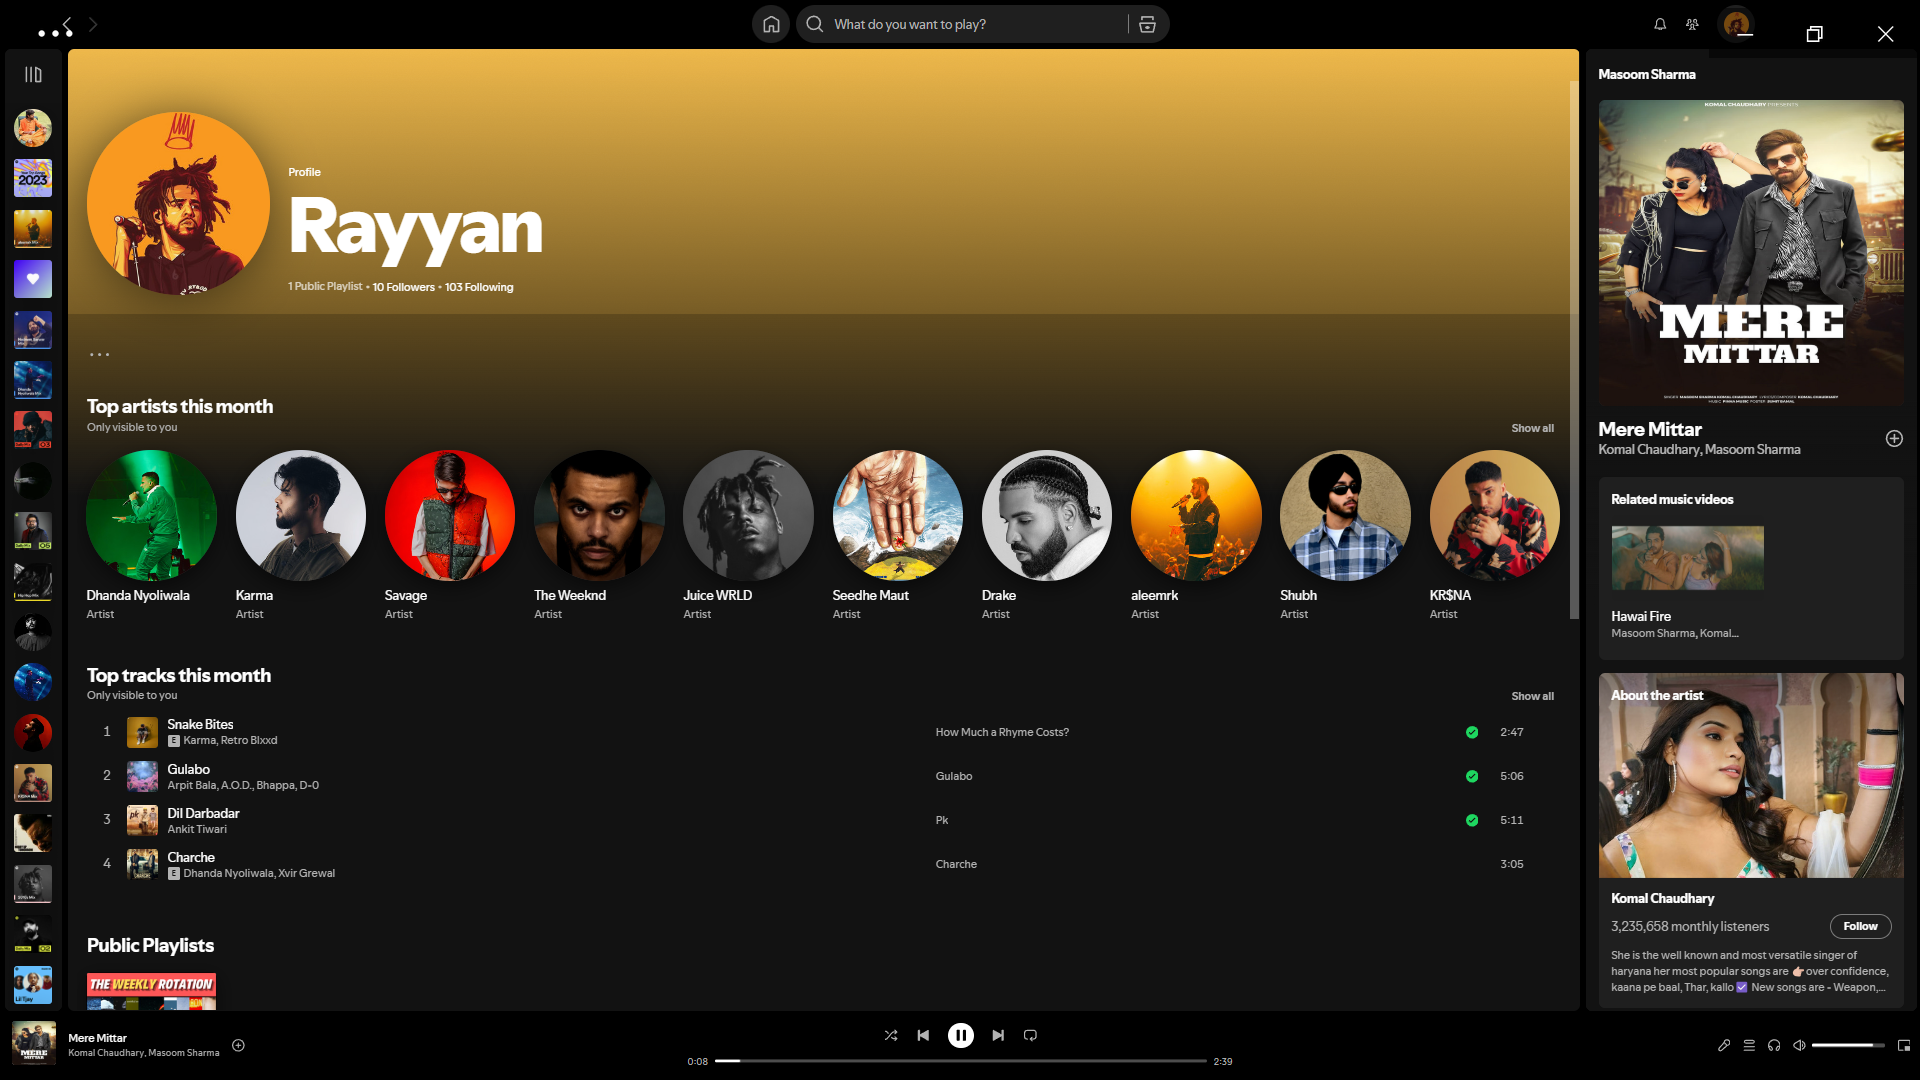 What do you want to play?
Profile
Rayyan
1 Public Playlist • 10 Followers • 103 Following
Top artists this month
Only visible to you
Show all
Dhanda Nyoliwala
Artist
Karma
Artist
Savage
Artist
The Weeknd
Artist
Juice WRLD
Artist
Seedhe Maut
Artist
Drake
Artist
aleemrk
Artist
Shubh
Artist
KR$NA
Artist
Top tracks this month
Only visible to you
Show all
1 Snake Bites How Much a Rhyme Costs? 2:47
E Karma, Retro Blxxd
2 Gulabo Gulabo 5:06
Arpit Bala, A.O.D., Bhappa, D-0
3 Dil Darbadar Pk 5:11
Ankit Tiwari
4 Charche Charche 3:05
E Dhanda Nyoliwala, Xvir Grewal
Public Playlists
THE WEEKLY ROTATION
2023
Lil Tjay
Masoom Sharma
KOMAL CHAUDHARY PRESENTS
MERE
MITTAR
Mere Mittar
Komal Chaudhary, Masoom Sharma
Related music videos
Hawai Fire
Masoom Sharma, Komal...
About the artist
Komal Chaudhary
3,235,658 monthly listeners
Follow
She is the well known and most versatile singer of
haryana her most popular songs are 👉🏻over confidence,
kaana pe baal, Thar, kallo ☑️ New songs are - Weapon,...
MERE
Mere Mittar
Komal Chaudhary, Masoom Sharma
0:08
2:39